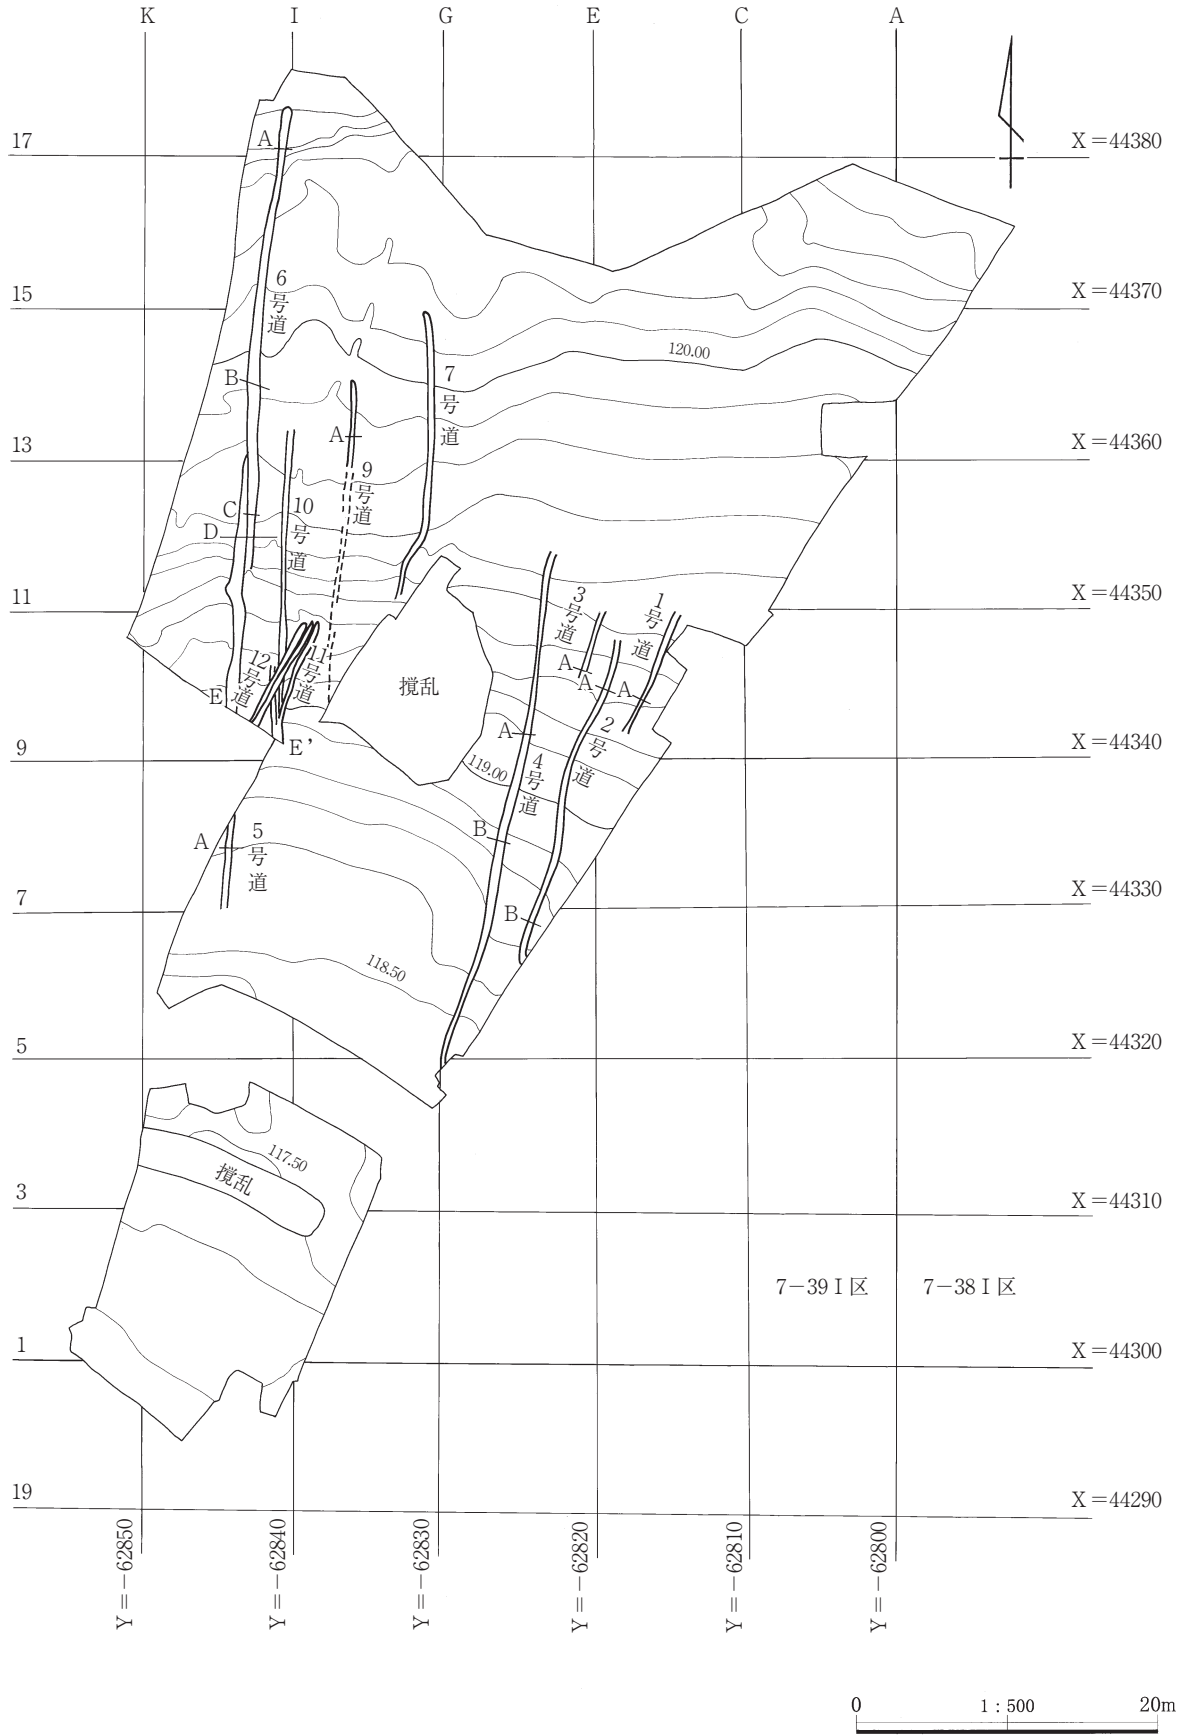 K I G E C A
17 X=44380
A
6号道
15 X=44370
120.00
B
7号道
A
13 X=44360
9号道
C
10号道
D
11 X=44350
3号道
1号道
A
A
A
12号道
11号道
攪乱
E
E'
2号道
A
9 X=44340
119.00
4号道
B
A
5号道
7 X=44330
B
118.50
5 X=44320
117.50
攪乱
3 X=44310
7-39I区 7-38I区
1 X=44300
19 X=44290
Y=-62850
Y=-62840
Y=-62830
Y=-62820
Y=-62810
Y=-62800
0 1:500 20m